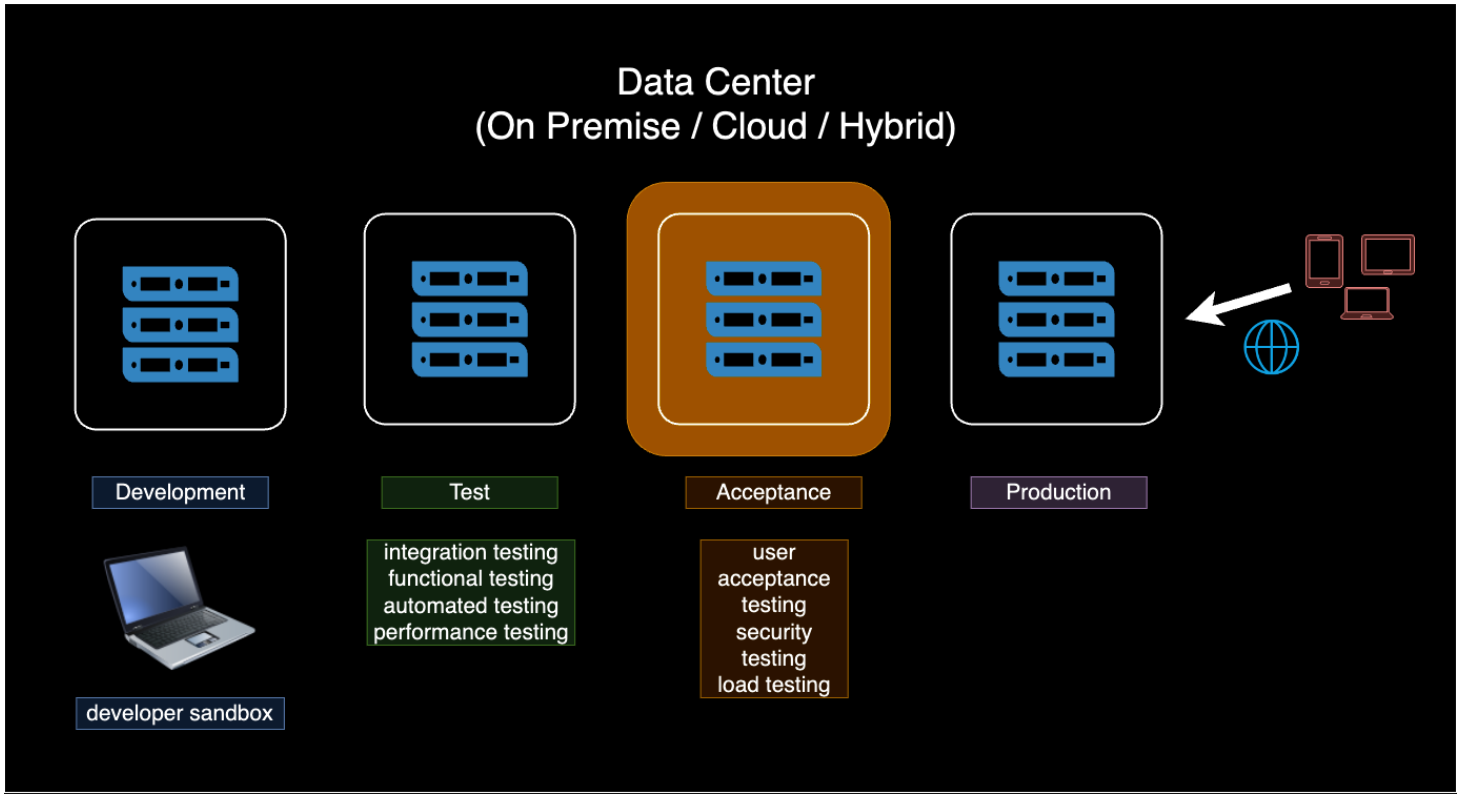 Data Center
(On Premise / Cloud / Hybrid)
Development
Test
Acceptance
Production
integration testing
functional testing
automated testing
performance testing
user
acceptance
testing
security
testing
load testing
developer sandbox